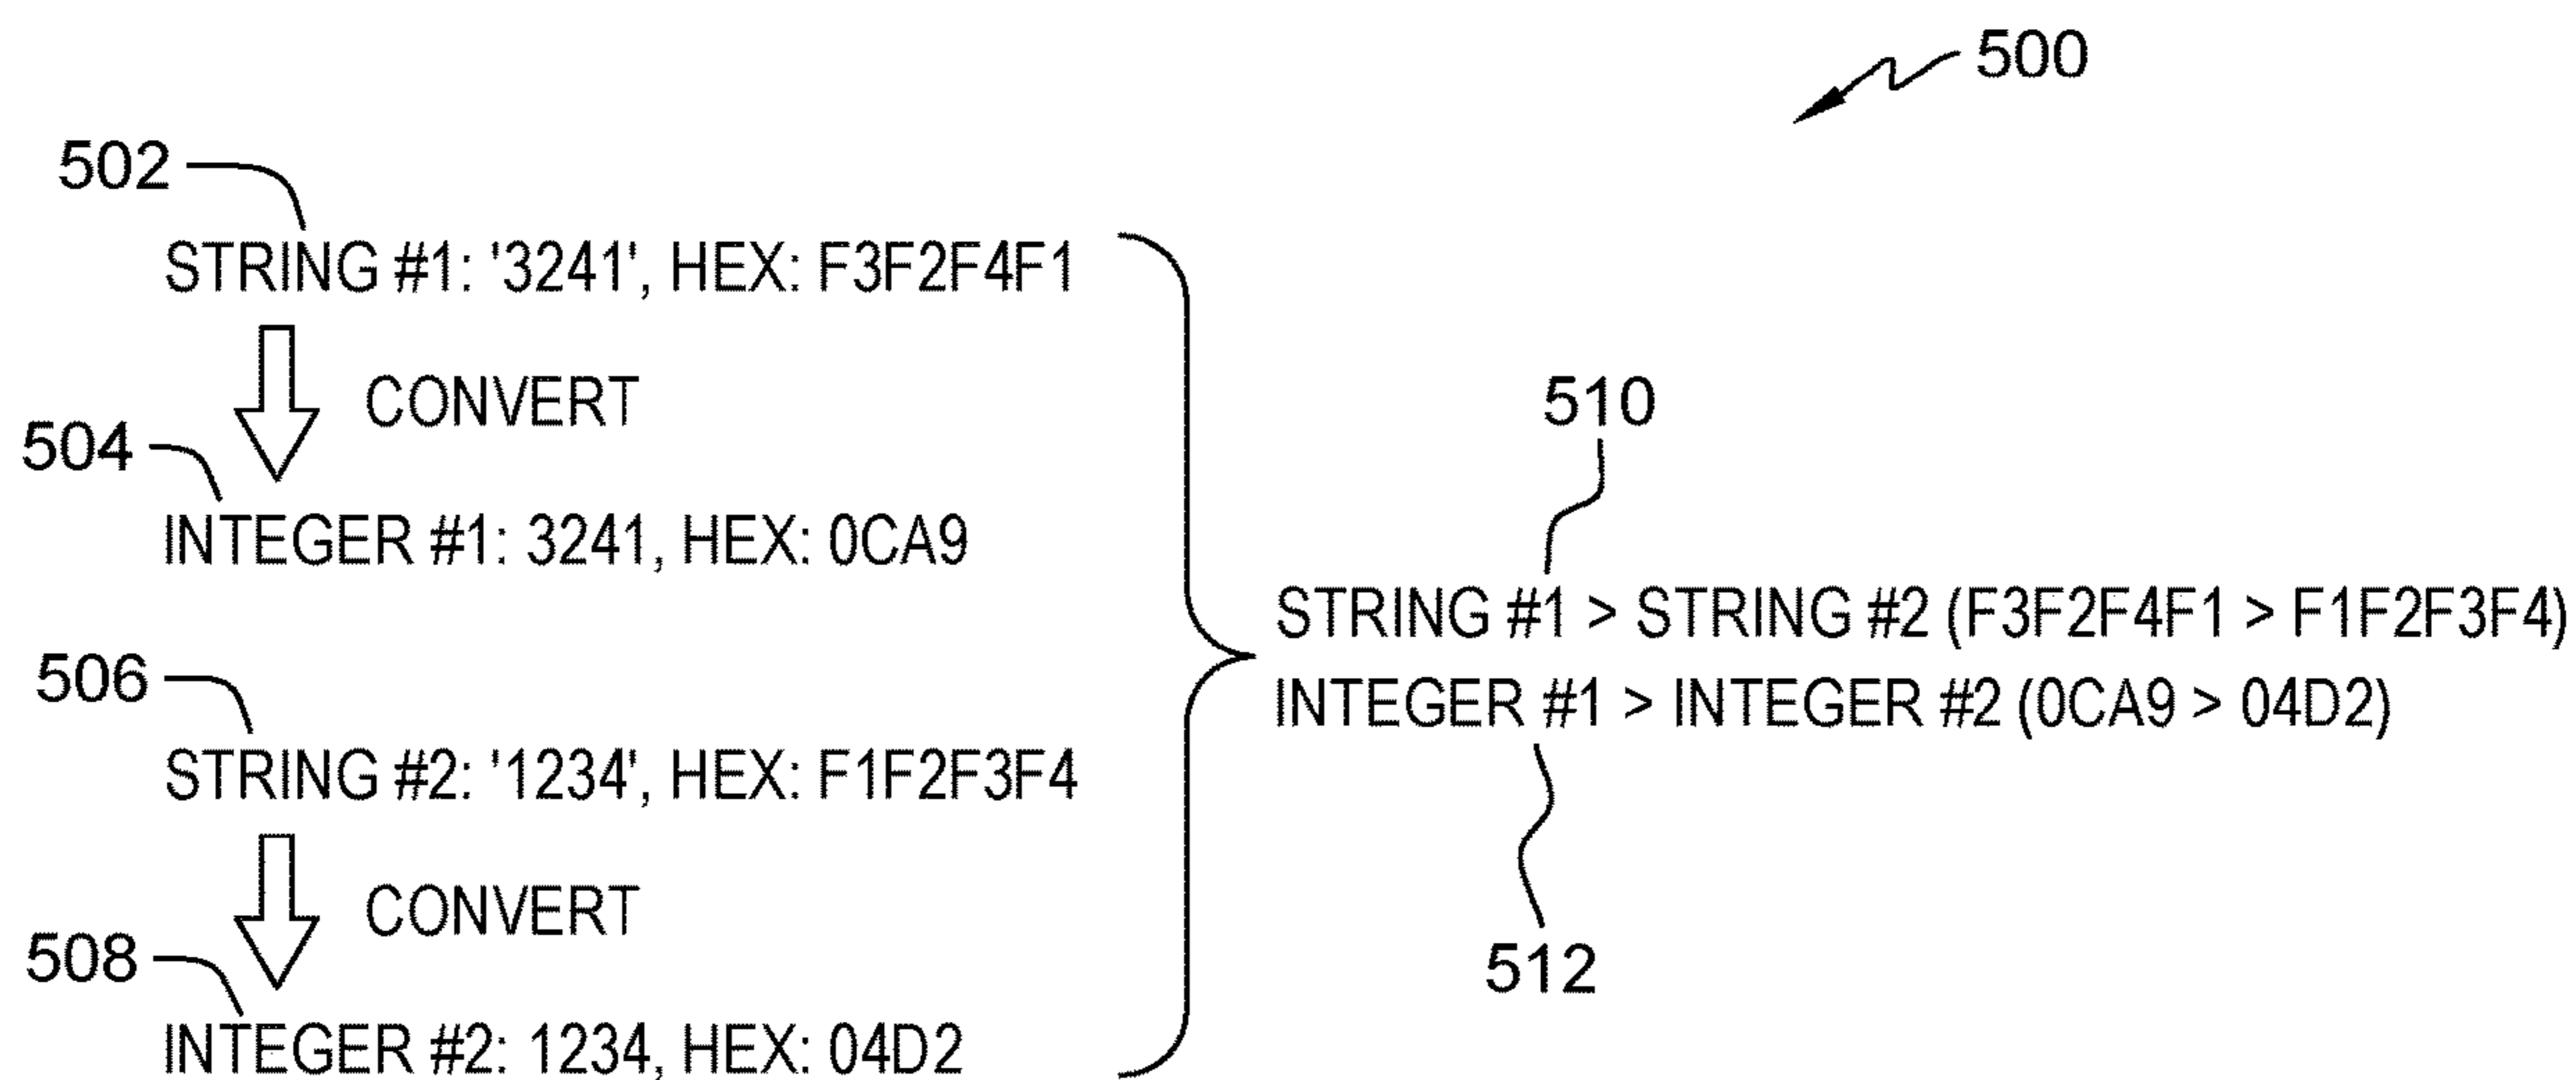 500
502
STRING #1: '3241', HEX: F3F2F4F1
CONVERT
504
INTEGER #1: 3241, HEX: 0CA9
506
STRING #2: '1234', HEX: F1F2F3F4
CONVERT
508
INTEGER #2: 1234, HEX: 04D2
510
STRING #1 > STRING #2 (F3F2F4F1 > F1F2F3F4)
INTEGER #1 > INTEGER #2 (0CA9 > 04D2)
512